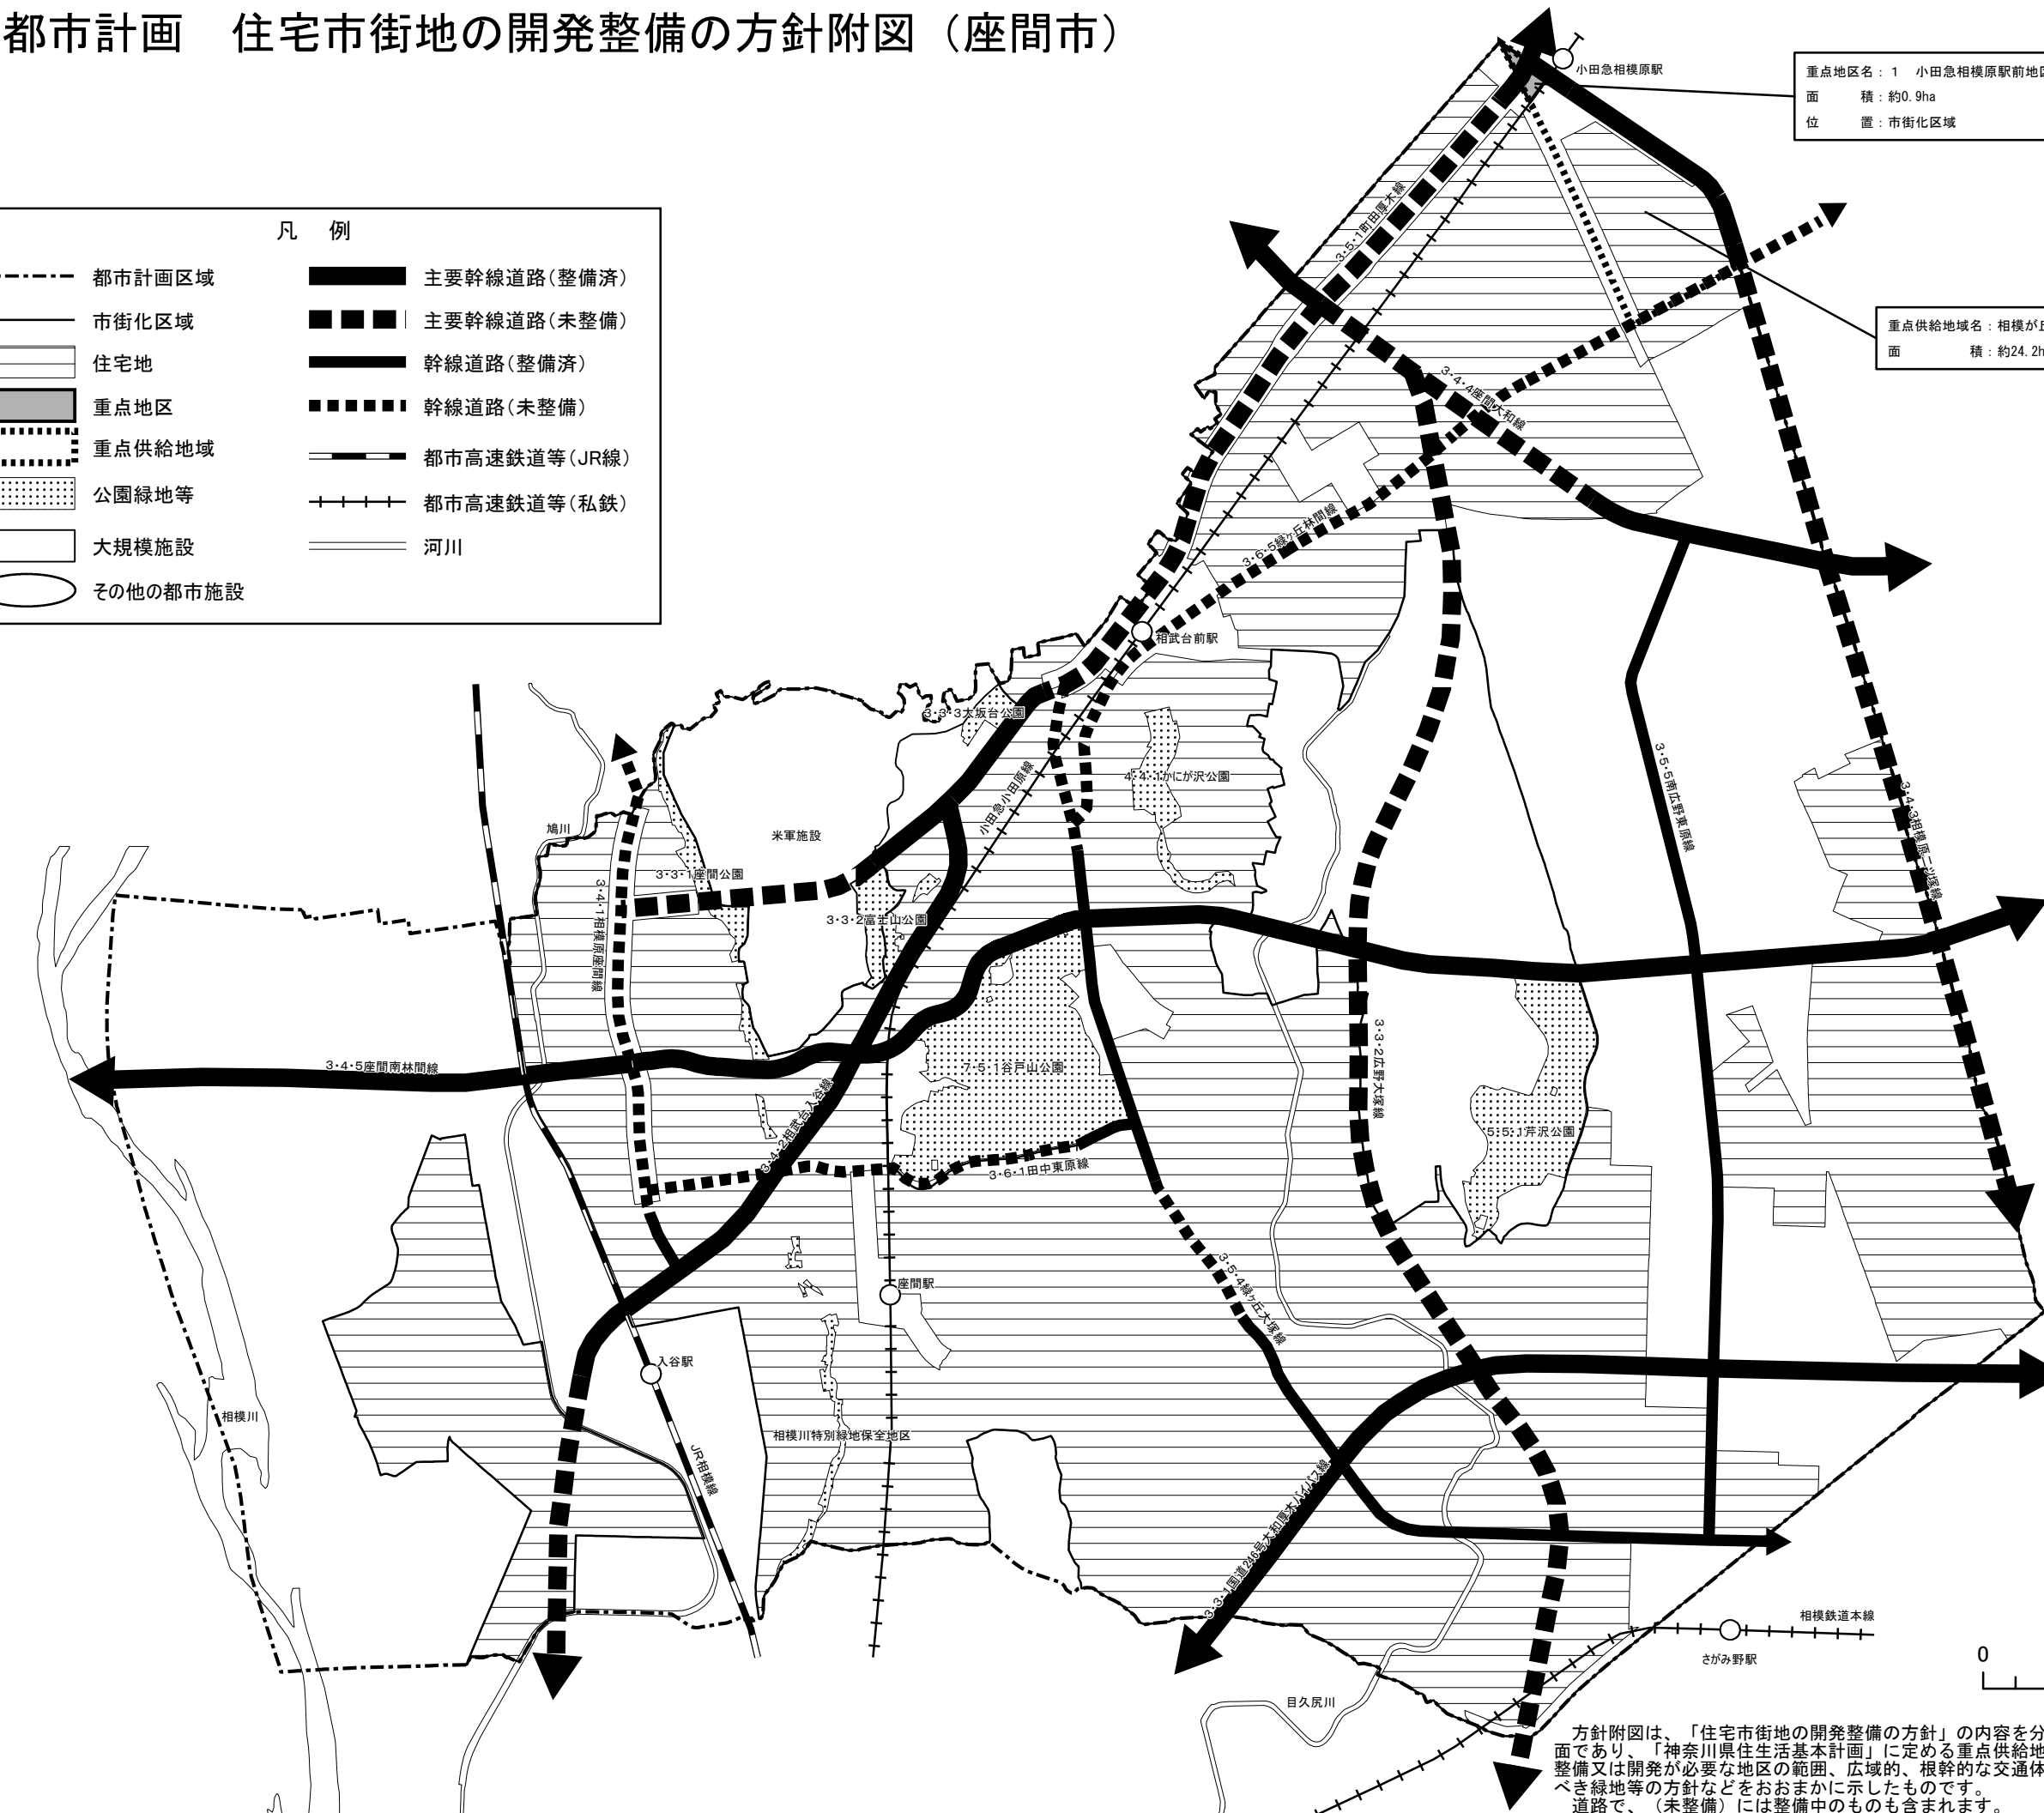 都市計画　住宅市街地の開発整備の方針附図（座間市）
凡　例
都市計画区域
市街化区域
住宅地
重点地区
重点供給地域
公園緑地等
大規模施設
その他の都市施設
主要幹線道路（整備済）
主要幹線道路（未整備）
幹線道路（整備済）
幹線道路（未整備）
都市高速鉄道等（JR線）
都市高速鉄道等（私鉄）
河川
小田急相模原駅
重点地区名：１　小田急相模原駅前地区
面　　　積：約0.9ha
位　　　置：市街化区域
重点供給地域名：相模が丘
面　　　　　積：約24.2h
3・5・1町田厚木線
3・4・4座間大和線
3・6・5緑ヶ丘林間線
相武台前駅
3・3・3大坂台公園
4・4・1かにが沢公園
小田急小田原線
3・5・5南広野東原線
3・4・3相模原二ツ塚線
鳩川
米軍施設
3・3・1座間公園
3・4・1相模原座間線
3・3・2富士山公園
3・4・5座間南林間線
7・5・1谷戸山公園
3・3・2広野大塚線
3・4・2相武台入谷線
5・5・1芹沢公園
3・6・1田中東原線
3・5・4緑ヶ丘大塚線
座間駅
入谷駅
相模川
JR相模線
相模川特別緑地保全地区
3・3・1国道246号大和厚木バイパス線
相模鉄道本線
さがみ野駅
目久尻川
0
方針附図は、「住宅市街地の開発整備の方針」の内容を分
面であり、「神奈川県住生活基本計画」に定める重点供給地
整備又は開発が必要な地区の範囲、広域的、根幹的な交通体
べき緑地等の方針などをおおまかに示したものです。
道路で、（未整備）には整備中のものも含まれます。